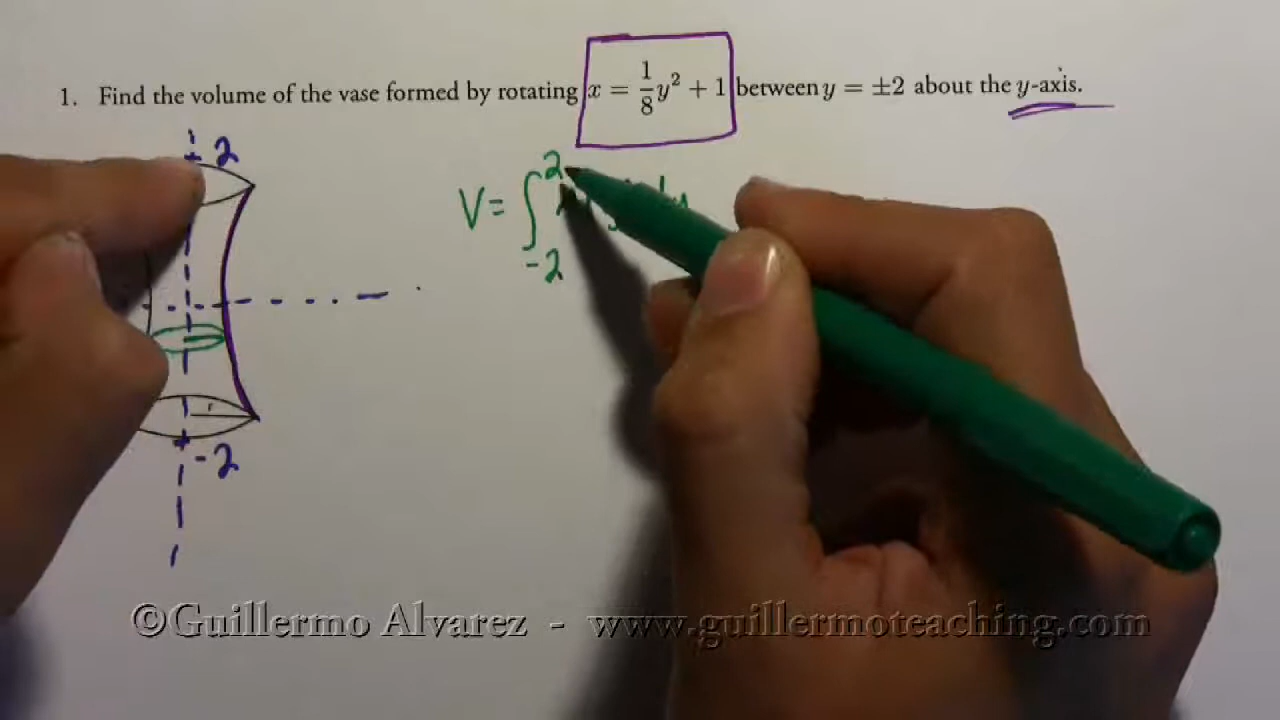 1. Find the volume of the vase formed by rotating x = 1/8 y² + 1 between y = ±2 about the y-axis.
2
V = ∫
2
-2
r
-2
©Guillermo Alvarez - www.guillermoteaching.com